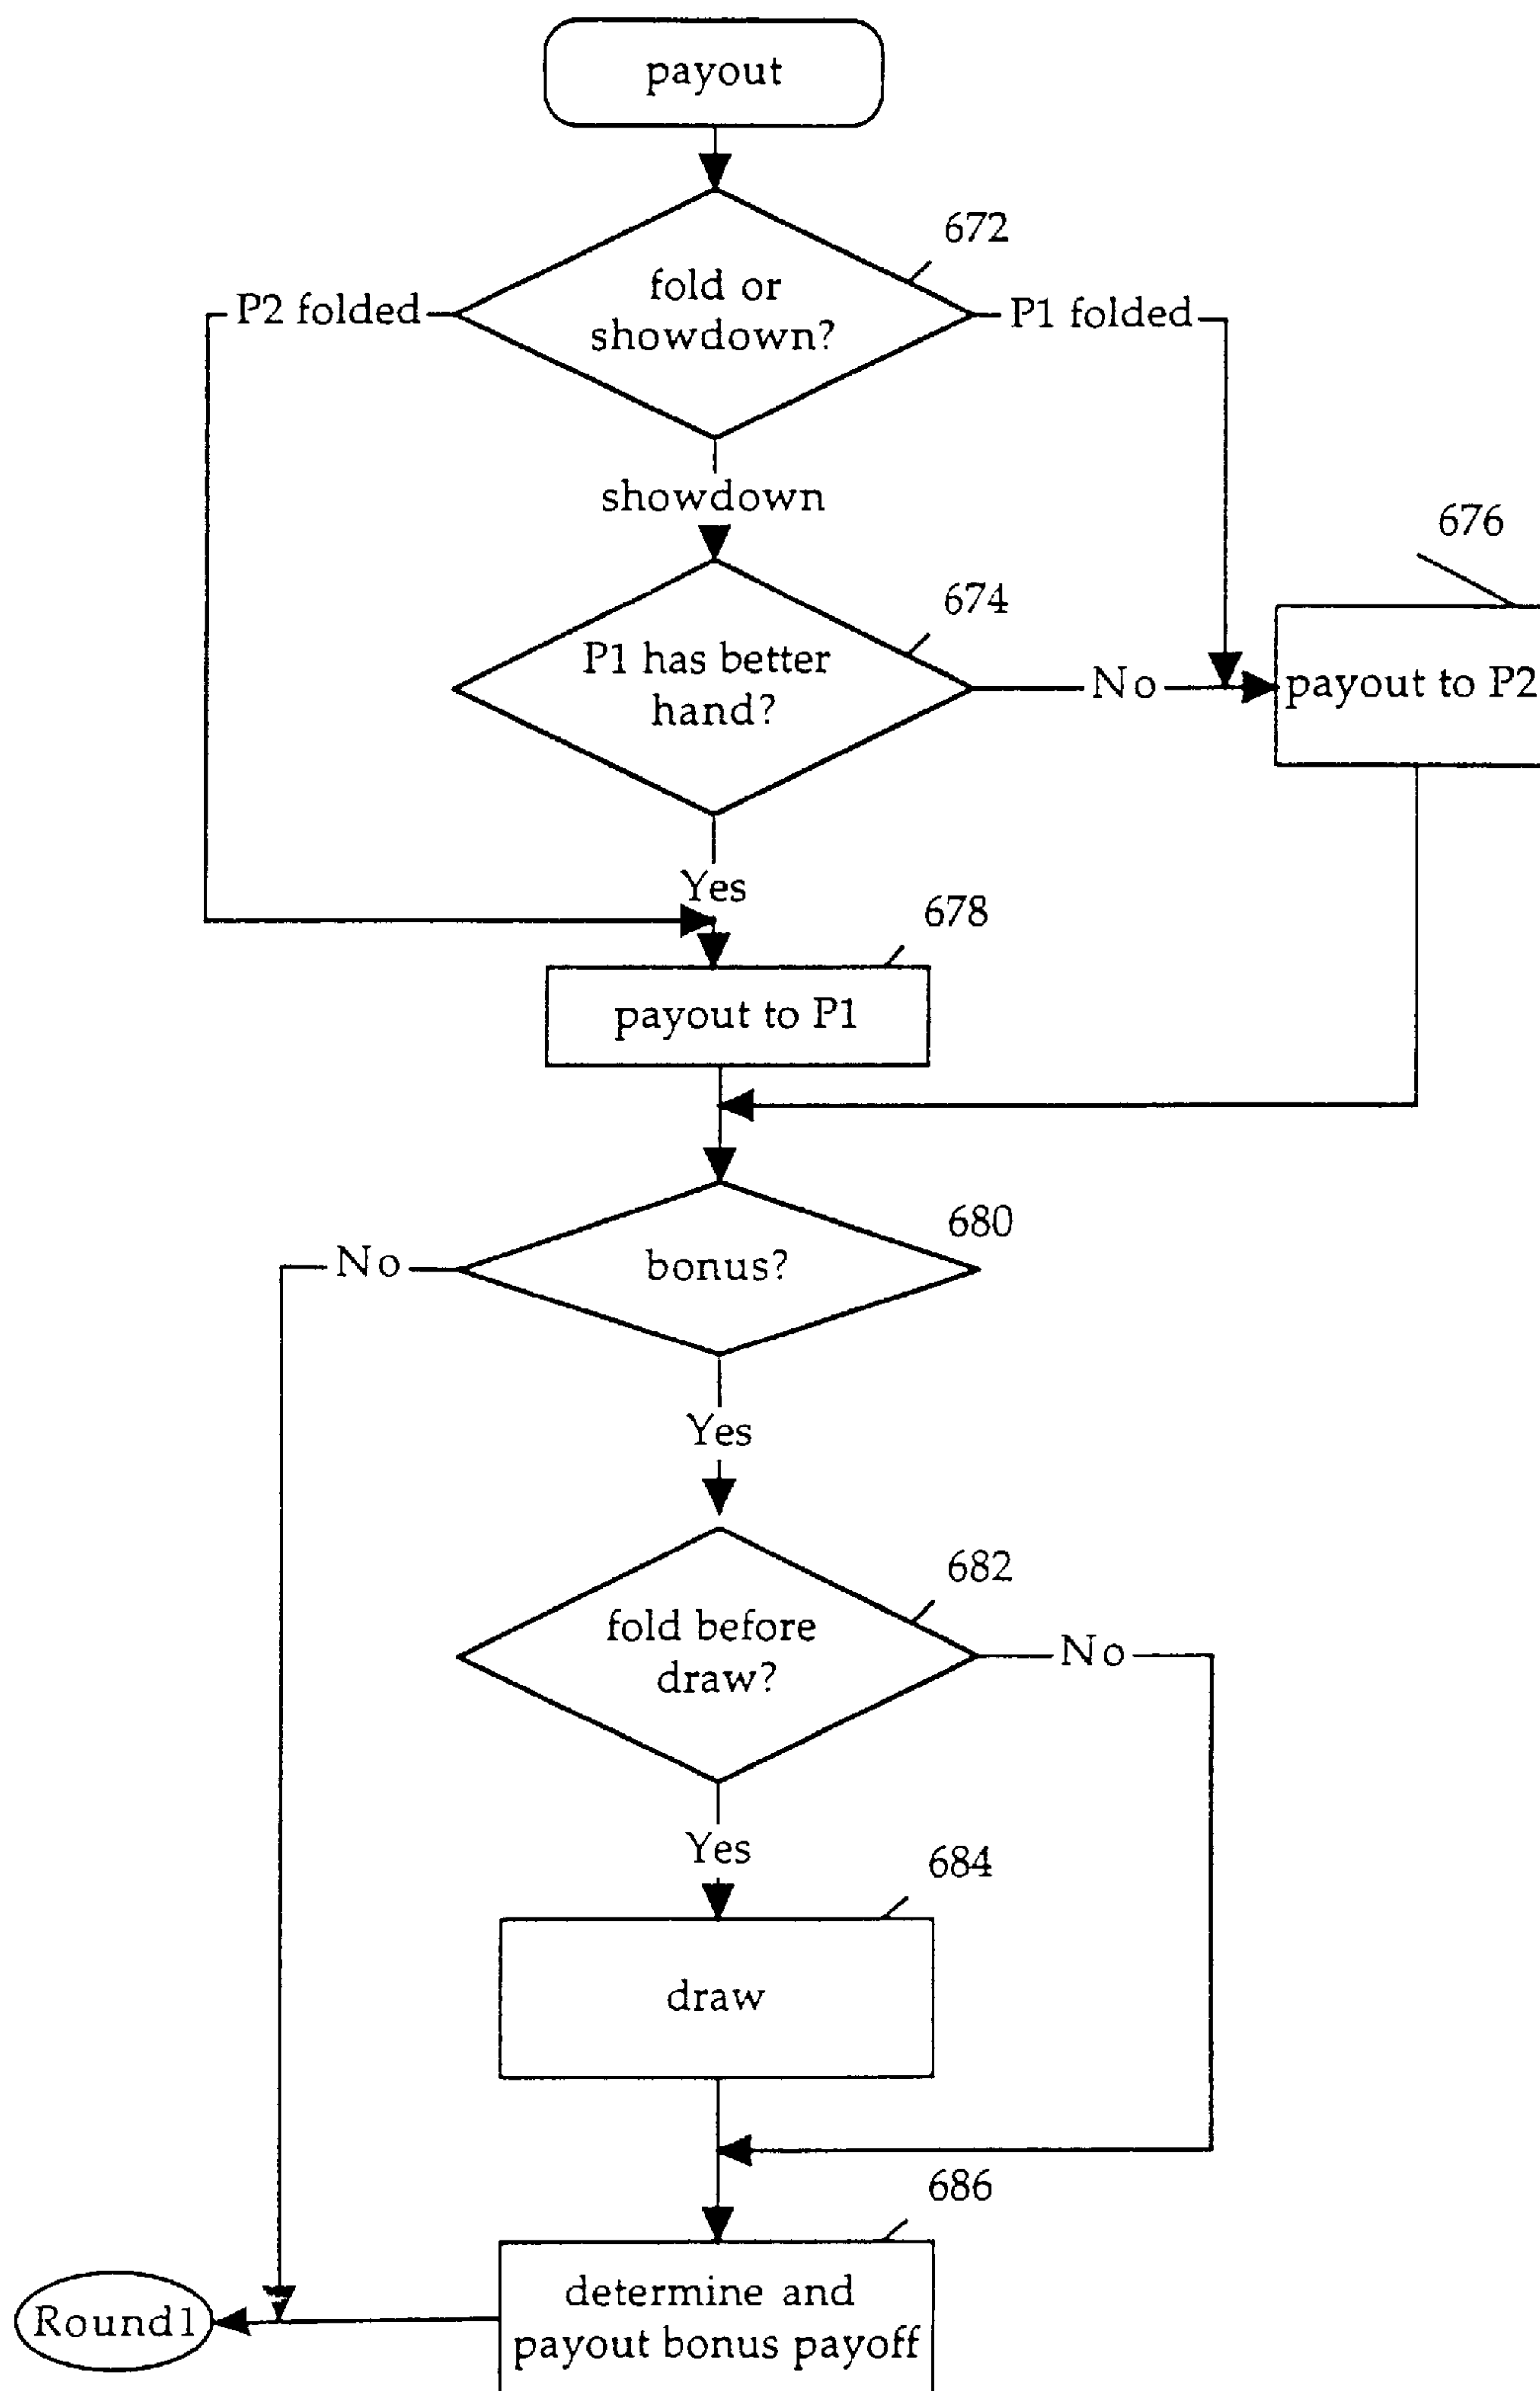 payout
672
fold or
showdown?
P2 folded
P1 folded
showdown
676
674
P1 has better
hand?
No
payout to P2
Yes
678
payout to P1
680
bonus?
No
Yes
682
fold before
draw?
No
Yes
684
draw
686
determine and
payout bonus payoff
Round1